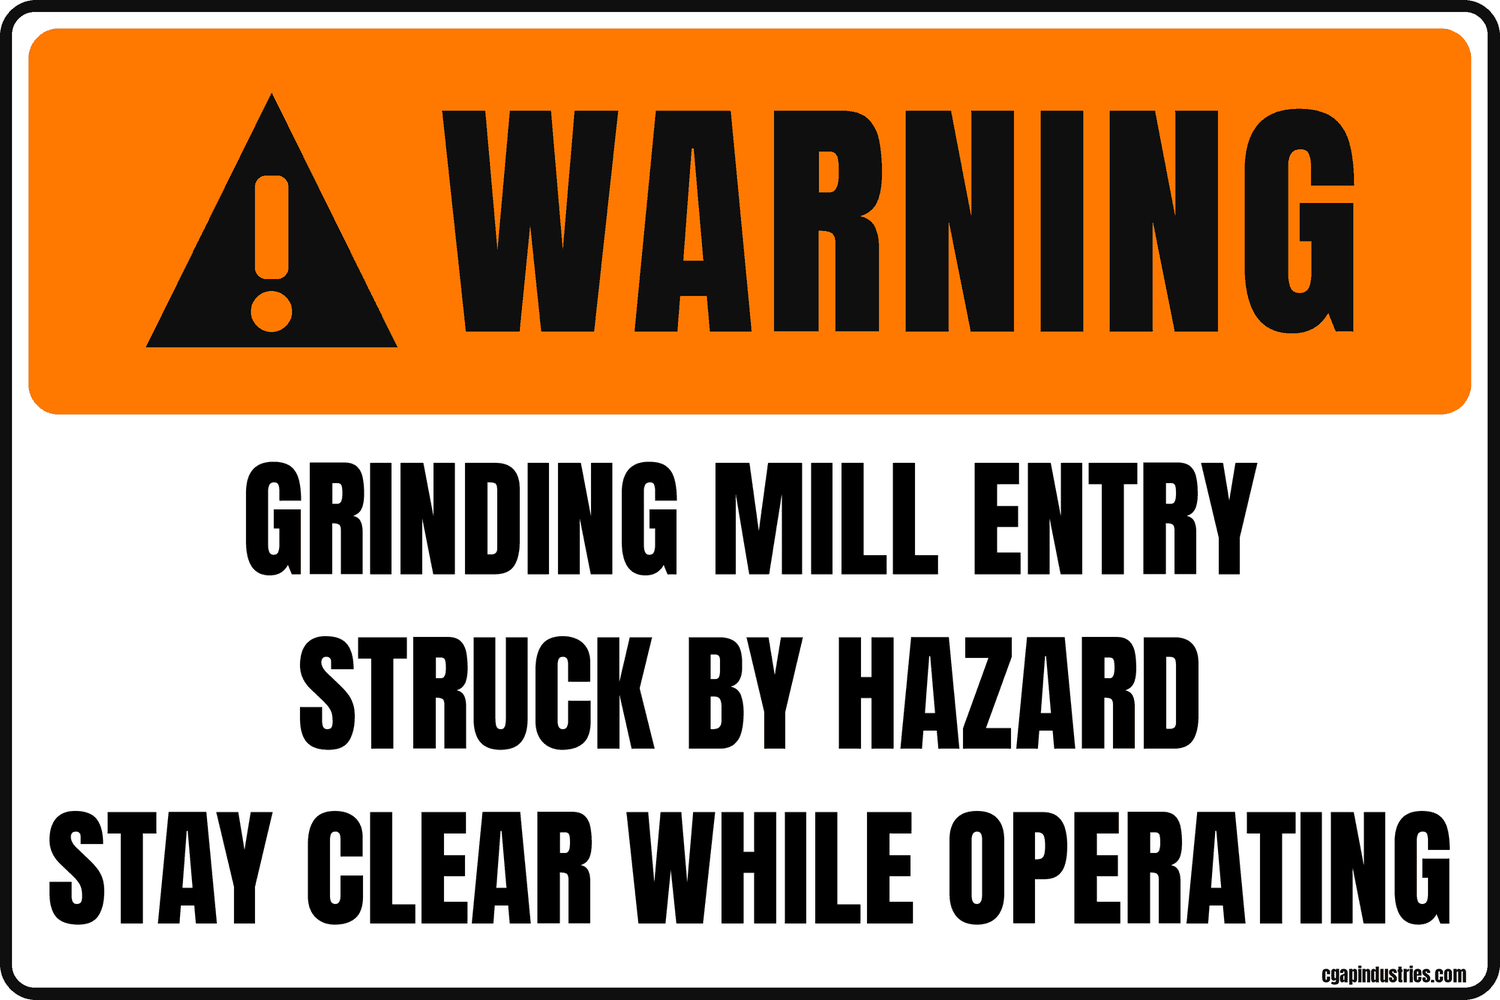 WARNING
GRINDING MILL ENTRY
STRUCK BY HAZARD
STAY CLEAR WHILE OPERATING
cgapindustries.com